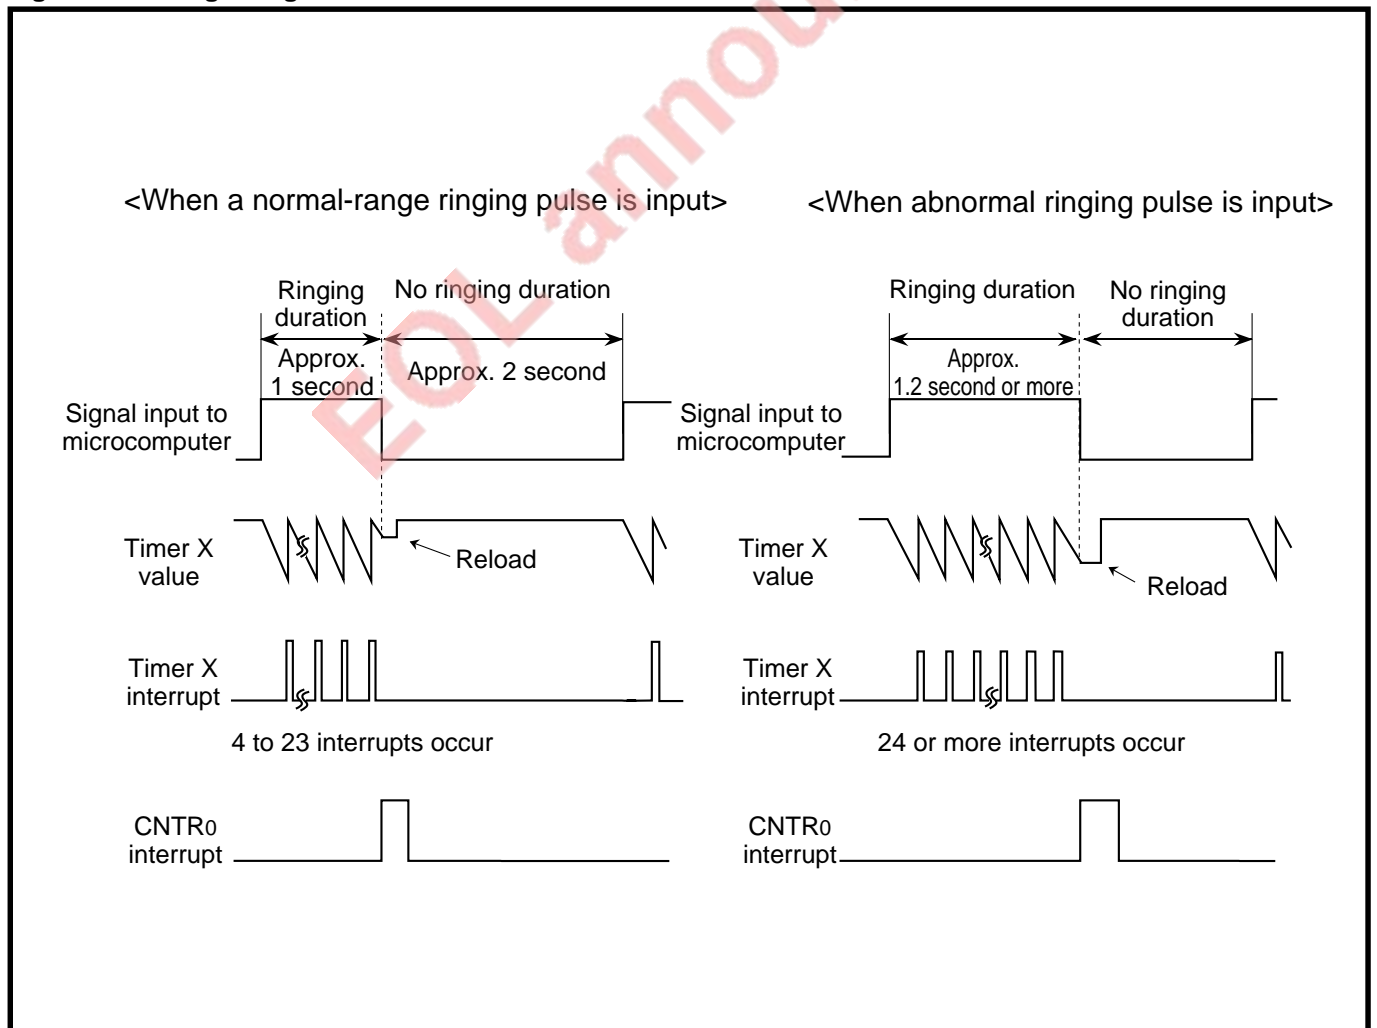 <When a normal-range ringing pulse is input>
<When abnormal ringing pulse is input>
Ringing
duration
No ringing duration
Approx.
1 second
Approx. 2 second
Signal input to
microcomputer
Timer X
value
Reload
Timer X
interrupt
4 to 23 interrupts occur
CNTR0
interrupt
Ringing duration
No ringing
duration
Approx.
1.2 second or more
Signal input to
microcomputer
Timer X
value
Reload
Timer X
interrupt
24 or more interrupts occur
CNTR0
interrupt
EOL